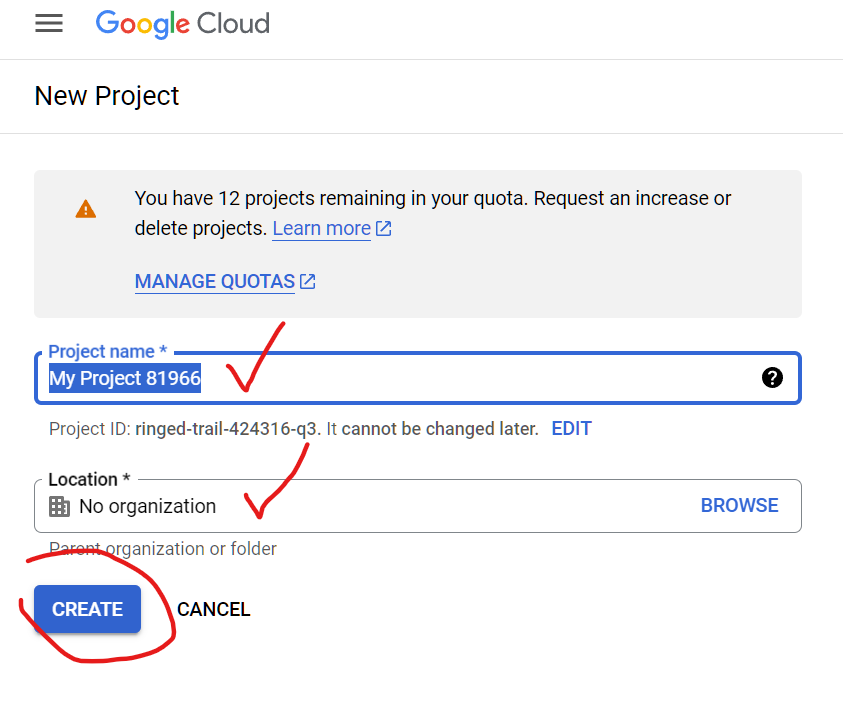 Google Cloud
New Project
You have 12 projects remaining in your quota. Request an increase or
delete projects. Learn more
MANAGE QUOTAS
Project name *
My Project 81966
Project ID: ringed-trail-424316-q3. It cannot be changed later. EDIT
Location *
No organization BROWSE
Parent organization or folder
CREATE CANCEL